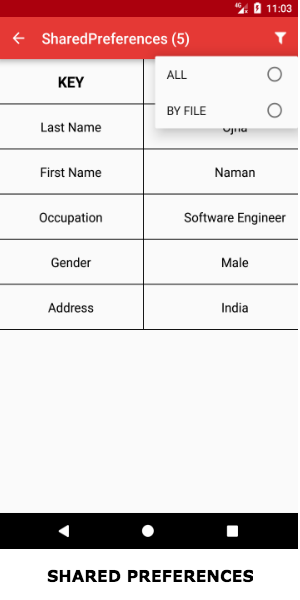 4G 11:03
SharedPreferences (5)
ALL
KEY
BY FILE
Last Name
First Name Naman
Occupation Software Engineer
Gender Male
Address India
SHARED PREFERENCES